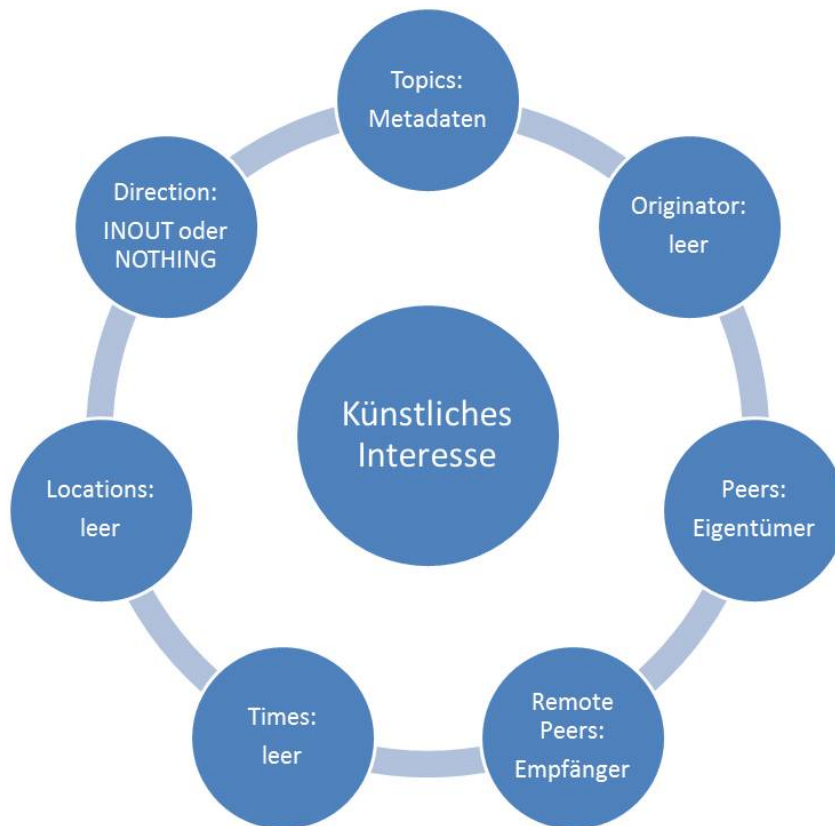 Topics:
Metadaten
Originator:
leer
Peers:
Eigentümer
Remote
Peers:
Empfänger
Times:
leer
Locations:
leer
Direction:
INOUT oder
NOTHING
Künstliches
Interesse